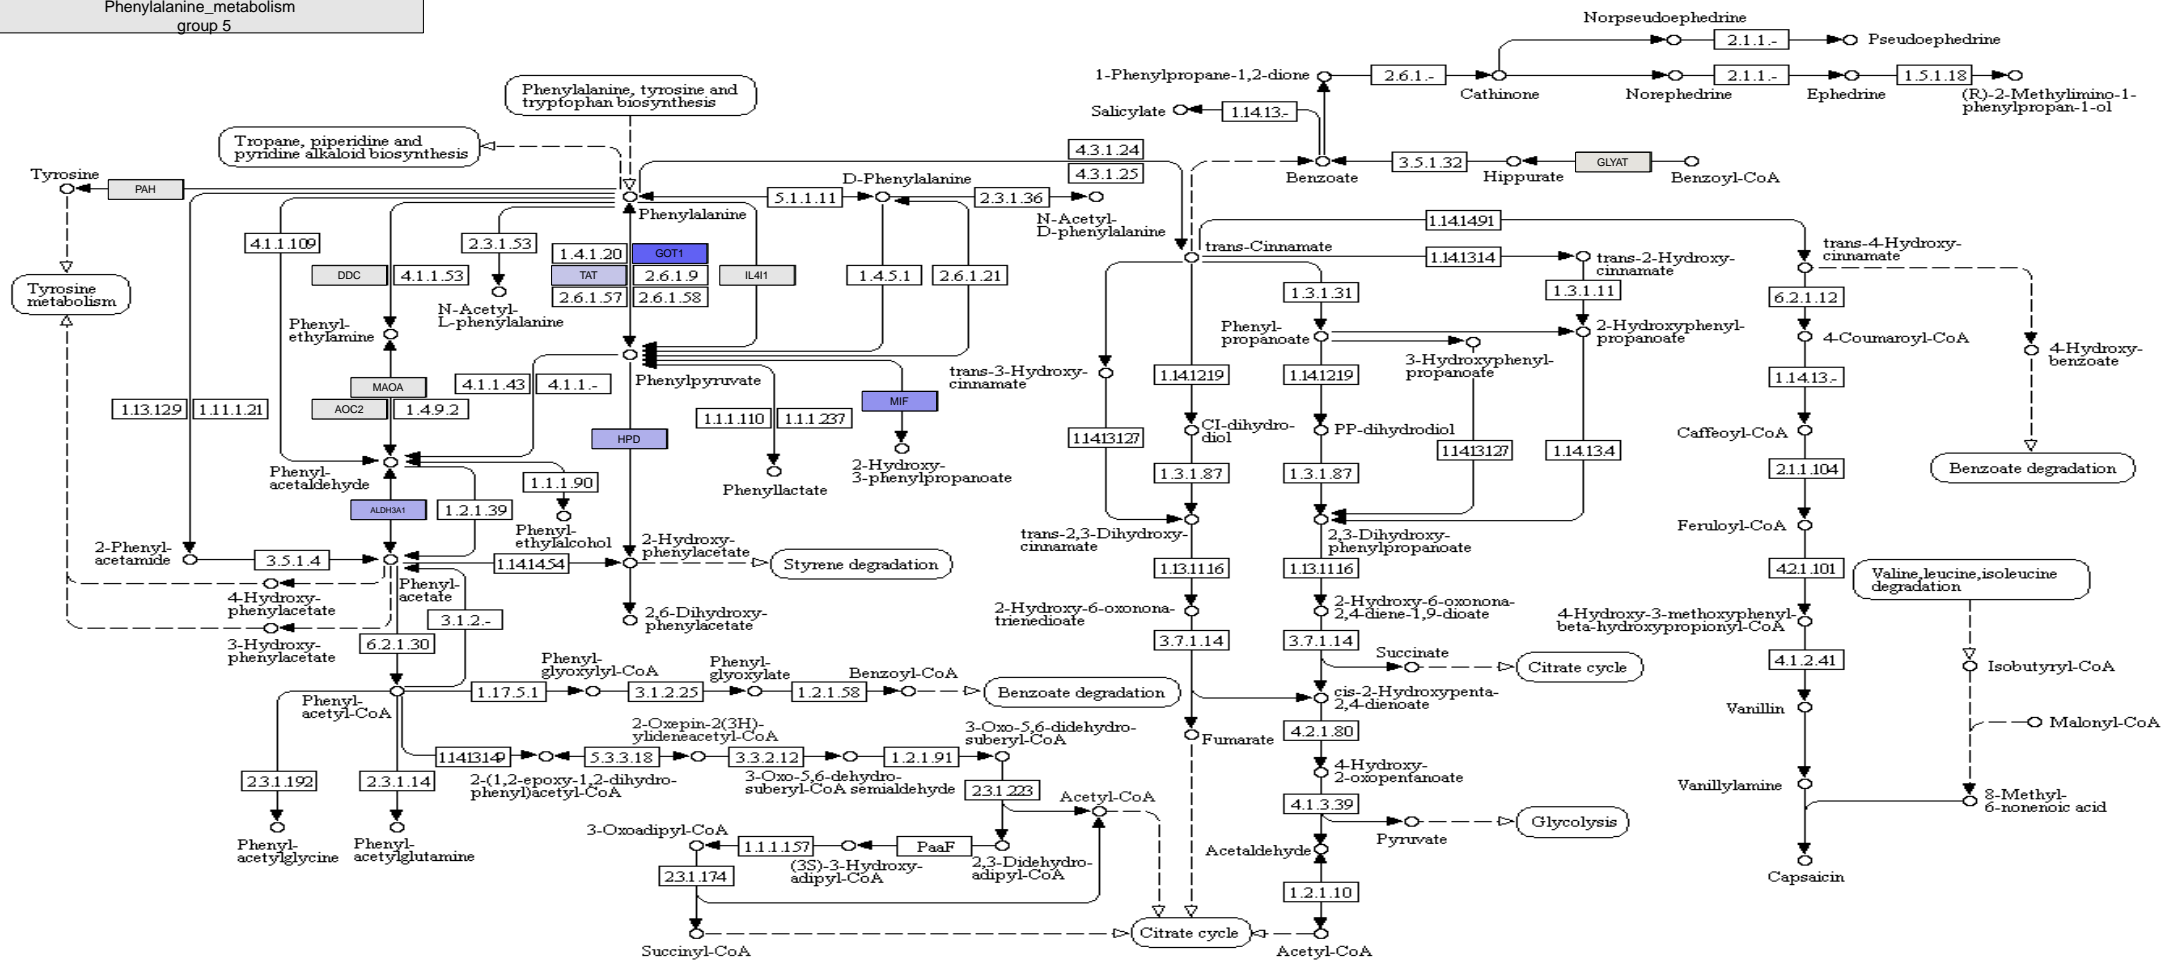 Phenylalanine_metabolism
group 5
Norpseudoephedrine
2.1.1.-
Pseudoephedrine
1-Phenylpropane-1,2-dione
2.6.1.-
Cathinone
2.1.1.-
Norephedrine
Ephedrine
1.5.1.18
(R)-2-Methylimino-1-
phenylpropan-1-ol
Salicylate
1.14.13.-
Phenylalanine, tyrosine and
tryptophan biosynthesis
Tropane, piperidine and
pyridine alkaloid biosynthesis
4.3.1.24
4.3.1.25
Benzoate
3.5.1.32
Hippurate
GLYAT
Benzoyl-CoA
Tyrosine
PAH
Phenylalanine
5.1.1.11
D-Phenylalanine
2.3.1.36
N-Acetyl-
D-phenylalanine
4.1.1.109
2.3.1.53
1.4.1.20
GOT1
DDC
4.1.1.53
TAT
2.6.1.9
IL4I1
1.4.5.1
2.6.1.21
2.6.1.57
2.6.1.58
trans-Cinnamate
1.14.14.91
1.14.13.14
trans-2-Hydroxy-
cinnamate
trans-4-Hydroxy-
cinnamate
Tyrosine
metabolism
N-Acetyl-
L-phenylalanine
Phenyl-
ethylamine
1.3.1.31
1.3.1.11
6.2.1.12
Phenyl-
propanoate
2-Hydroxyphenyl-
propanoate
4-Coumaroyl-CoA
4-Hydroxy-
benzoate
Phenylpyruvate
3-Hydroxyphenyl-
propanoate
trans-3-Hydroxy-
cinnamate
MAOA
4.1.1.43
4.1.1.-
1.14.12.19
1.14.12.19
1.14.13.-
1.13.12.9
1.11.1.21
AOC2
1.4.9.2
MIF
1.1.1.110
1.1.1.237
HPD
CI-dihydro-
diol
PP-dihydrodiol
Caffeoyl-CoA
1.14.13.127
1.14.13.127
1.14.13.4
Phenyl-
acetaldehyde
2-Hydroxy-
3-phenylpropanoate
Phenyllactate
1.3.1.87
1.3.1.87
2.1.1.104
Benzoate degradation
1.1.1.90
ALDH3A1
1.2.1.39
Phenyl-
ethylalcohol
Feruloyl-CoA
trans-2,3-Dihydroxy-
cinnamate
2,3-Dihydroxy-
phenylpropanoate
2-Phenyl-
acetamide
3.5.1.4
1.14.14.54
2-Hydroxy-
phenylacetate
Styrene degradation
1.13.11.16
1.13.11.16
4.2.1.101
Valine,leucine,isoleucine
degradation
Phenyl-
acetate
4-Hydroxy-
phenylacetate
3.1.2.-
2,6-Dihydroxy-
phenylacetate
2-Hydroxy-6-oxonona-
trienedioate
2-Hydroxy-6-oxonona-
2,4-diene-1,9-dioate
4-Hydroxy-3-methoxyphenyl-
beta-hydroxypropionyl-CoA
3-Hydroxy-
phenylacetate
6.2.1.30
3.7.1.14
3.7.1.14
4.1.2.41
Succinate
Citrate cycle
Isobutyryl-CoA
Phenyl-
acetyl-CoA
1.17.5.1
Phenyl-
glyoxylyl-CoA
3.1.2.25
Phenyl-
glyoxylate
1.2.1.58
Benzoyl-CoA
Benzoate degradation
cis-2-Hydroxypenta-
2,4-dienoate
Vanillin
Malonyl-CoA
2-Oxepin-2(3H)-
ylideneacetyl-CoA
3-Oxo-5,6-didehydro-
suberyl-CoA
Fumarate
4.2.1.80
1.14.13.149
5.3.3.18
3.3.2.12
1.2.1.91
4-Hydroxy-
2-oxopentanoate
2.3.1.192
2.3.1.14
2-(1,2-epoxy-1,2-dihydro-
phenyl)acetyl-CoA
3-Oxo-5,6-dehydro-
suberyl-CoA semialdehyde
2.3.1.223
Acetyl-CoA
4.1.3.39
Vanillylamine
8-Methyl-
6-nonenoic acid
Pyruvate
Glycolysis
Phenyl-
acetylglycine
Phenyl-
acetylglutamine
3-Oxoadipyl-CoA
1.1.1.157
PaaF
(3S)-3-Hydroxy-
adipyl-CoA
2,3-Didehydro-
adipyl-CoA
Acetaldehyde
2.3.1.174
1.2.1.10
Capsaicin
Succinyl-CoA
Citrate cycle
Acetyl-CoA